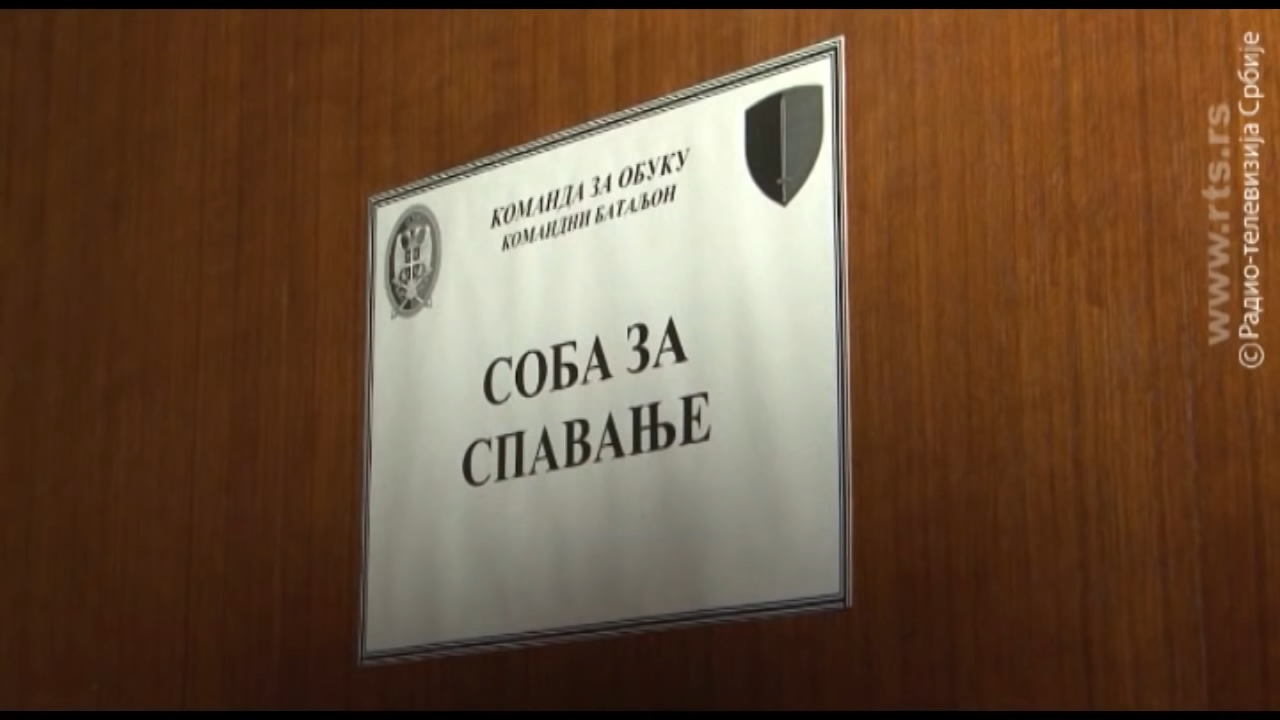 КОМАНДА ЗА ОБУКУ
КОМАНДНИ БАТАЉОН
СОБА ЗА
СПАВАЊЕ
www.rts.rs
© Радио-телевизија Србије